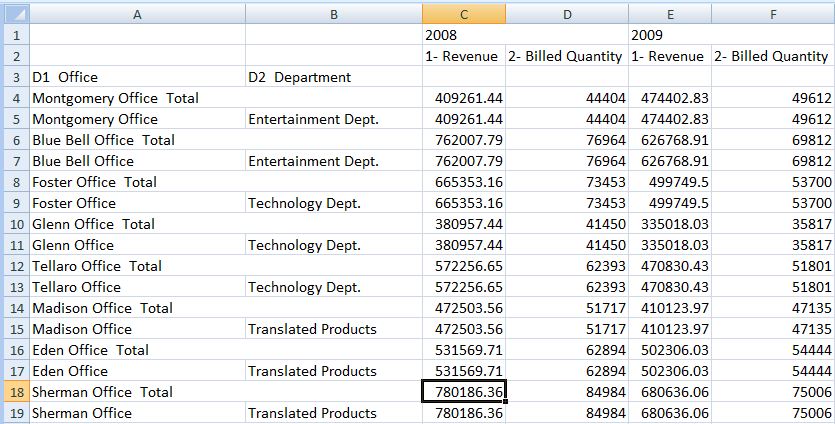 A B C D E F
1 2008 2009
2 1- Revenue 2- Billed Quantity 1- Revenue 2- Billed Quantity
3 D1 Office D2 Department
4 Montgomery Office Total 409261.44 44404 474402.83 49612
5 Montgomery Office Entertainment Dept. 409261.44 44404 474402.83 49612
6 Blue Bell Office Total 762007.79 76964 626768.91 69812
7 Blue Bell Office Entertainment Dept. 762007.79 76964 626768.91 69812
8 Foster Office Total 665353.16 73453 499749.5 53700
9 Foster Office Technology Dept. 665353.16 73453 499749.5 53700
10 Glenn Office Total 380957.44 41450 335018.03 35817
11 Glenn Office Technology Dept. 380957.44 41450 335018.03 35817
12 Tellaro Office Total 572256.65 62393 470830.43 51801
13 Tellaro Office Technology Dept. 572256.65 62393 470830.43 51801
14 Madison Office Total 472503.56 51717 410123.97 47135
15 Madison Office Translated Products 472503.56 51717 410123.97 47135
16 Eden Office Total 531569.71 62894 502306.03 54444
17 Eden Office Translated Products 531569.71 62894 502306.03 54444
18 Sherman Office Total 780186.36 84984 680636.06 75006
19 Sherman Office Translated Products 780186.36 84984 680636.06 75006